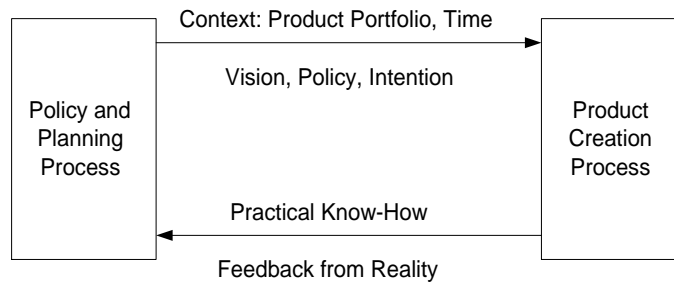 Context: Product Portfolio, Time
Vision, Policy, Intention
Policy and
Planning
Process
Product
Creation
Process
Practical Know-How
Feedback from Reality